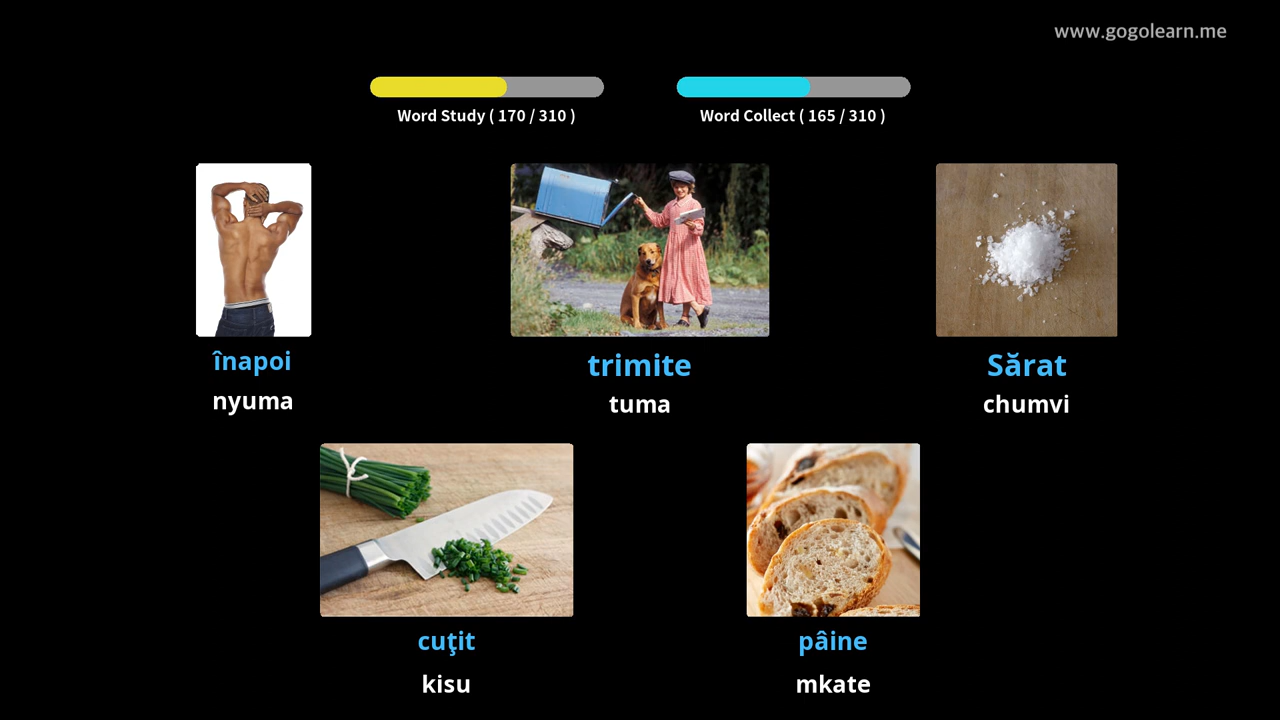 www.gogolearn.me
Word Study ( 170 / 310 )
Word Collect ( 165 / 310 )
înapoi
nyuma
trimite
tuma
Sărat
chumvi
cuţit
kisu
pâine
mkate